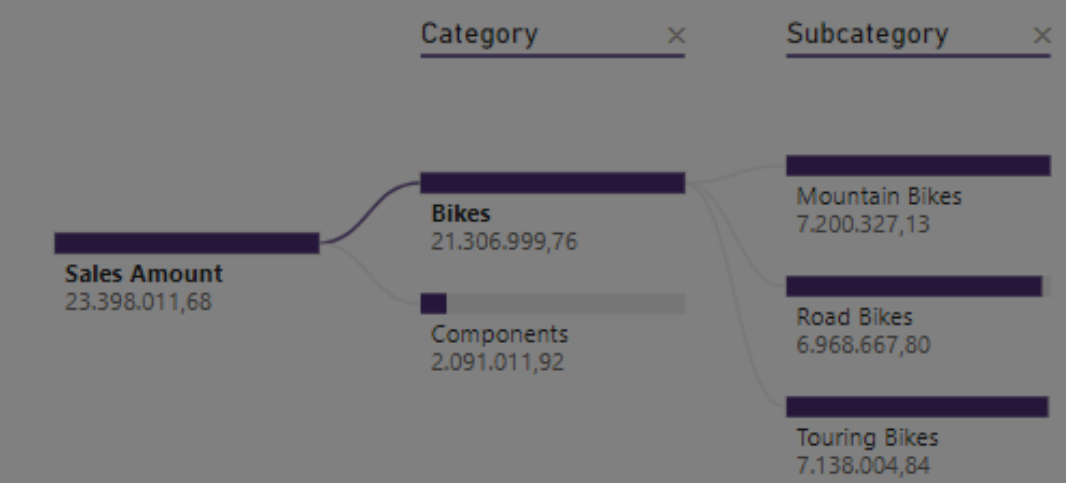 Category ×
Subcategory ×
Sales Amount
23.398.011,68
Bikes
21.306.999,76
Components
2.091.011,92
Mountain Bikes
7.200.327,13
Road Bikes
6.968.667,80
Touring Bikes
7.138.004,84